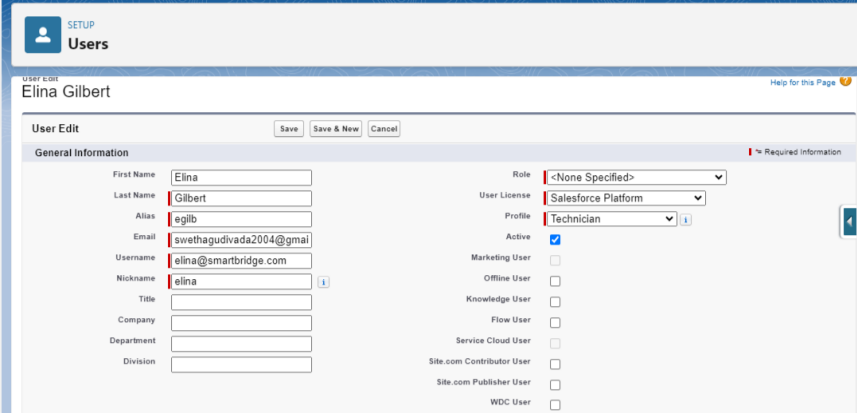 SETUP
Users
User Edit
Elina Gilbert
Help for this Page ?
User Edit
Save
Save & New
Cancel
General Information
= Required Information
First Name Elina
Role <None Specified>
Last Name Gilbert
User License Salesforce Platform
Alias egilb
Profile Technician i
Email swethagudivada2004@gmai
Active
Username elina@smartbridge.com
Marketing User
Nickname elina i
Offline User
Title
Knowledge User
Company
Flow User
Department
Service Cloud User
Division
Site.com Contributor User
Site.com Publisher User
WDC User